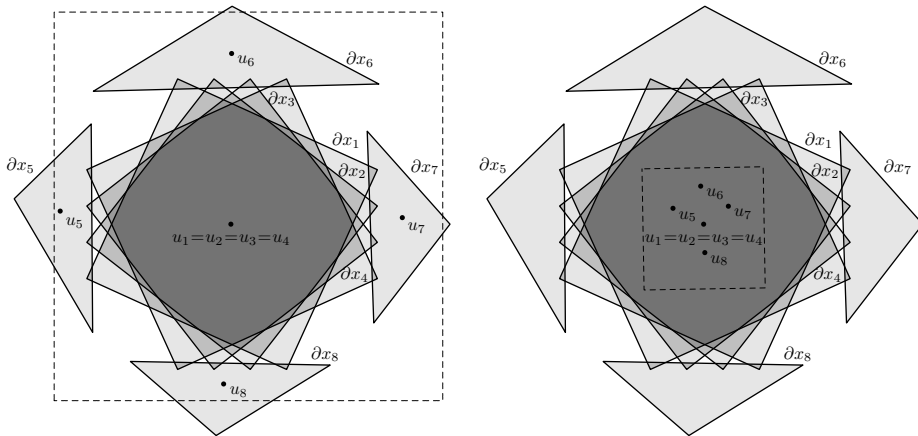 u₆
∂x₆
∂x₃
∂x₁
∂x₅
∂x₂
∂x₇
u₅
u₇
u₁=u₂=u₃=u₄
∂x₄
∂x₈
u₈
∂x₆
∂x₃
∂x₁
∂x₅
∂x₂
∂x₇
u₆
u₅
u₇
u₁=u₂=u₃=u₄
u₈
∂x₄
∂x₈